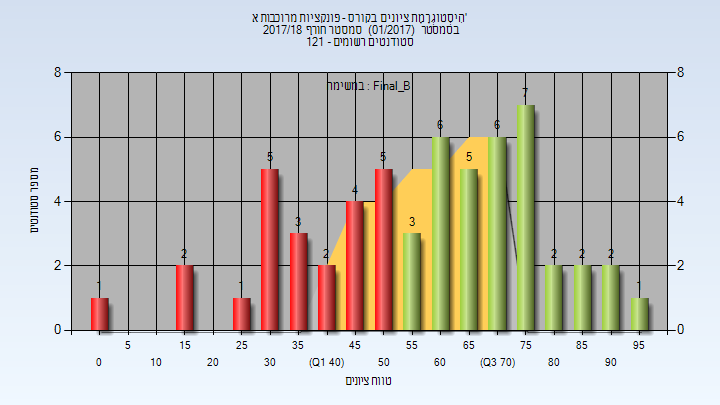 היסטוגרמת ציונים בקורס - פונקציות מרוכבות א'
בסמסטר (01/2017) סמסטר חורף 2017/18
סטודנטים רשומים - 121
במשימה : Final_B
8 8
6 6
4 4
2 2
0 0
מספר סטודנטים
1 2 1 5 3 2 4 5 3 6 5 6 7 2 2 2 1
5 15 25 35 45 55 65 75 85 95
0 10 20 30 (Q1 40) 50 60 (Q3 70) 80 90
טווח ציונים